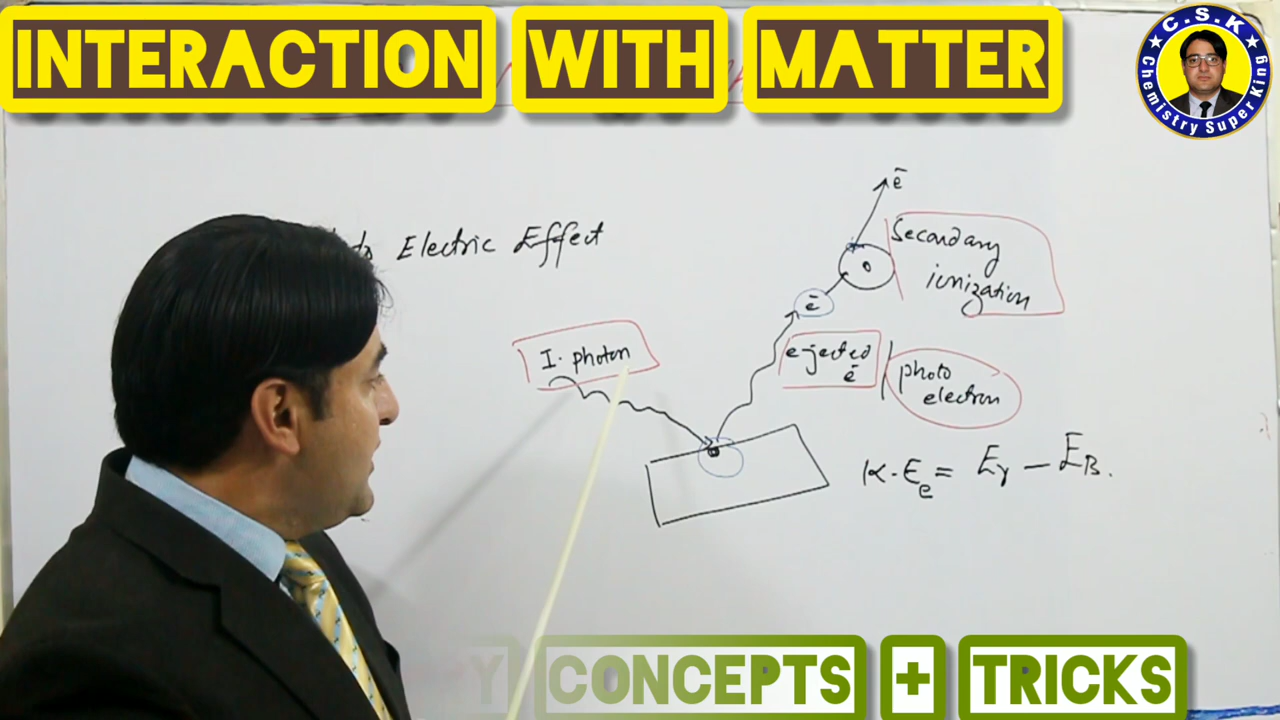 INTERACTION WITH MATTER
C.S.K
Chemistry Super King
Electric Effect
ē
Secondary
ionization
ē
I. photon
ejected
ē
photo
electron
K.Ee = Eγ − EB.
CONCEPTS + TRICKS